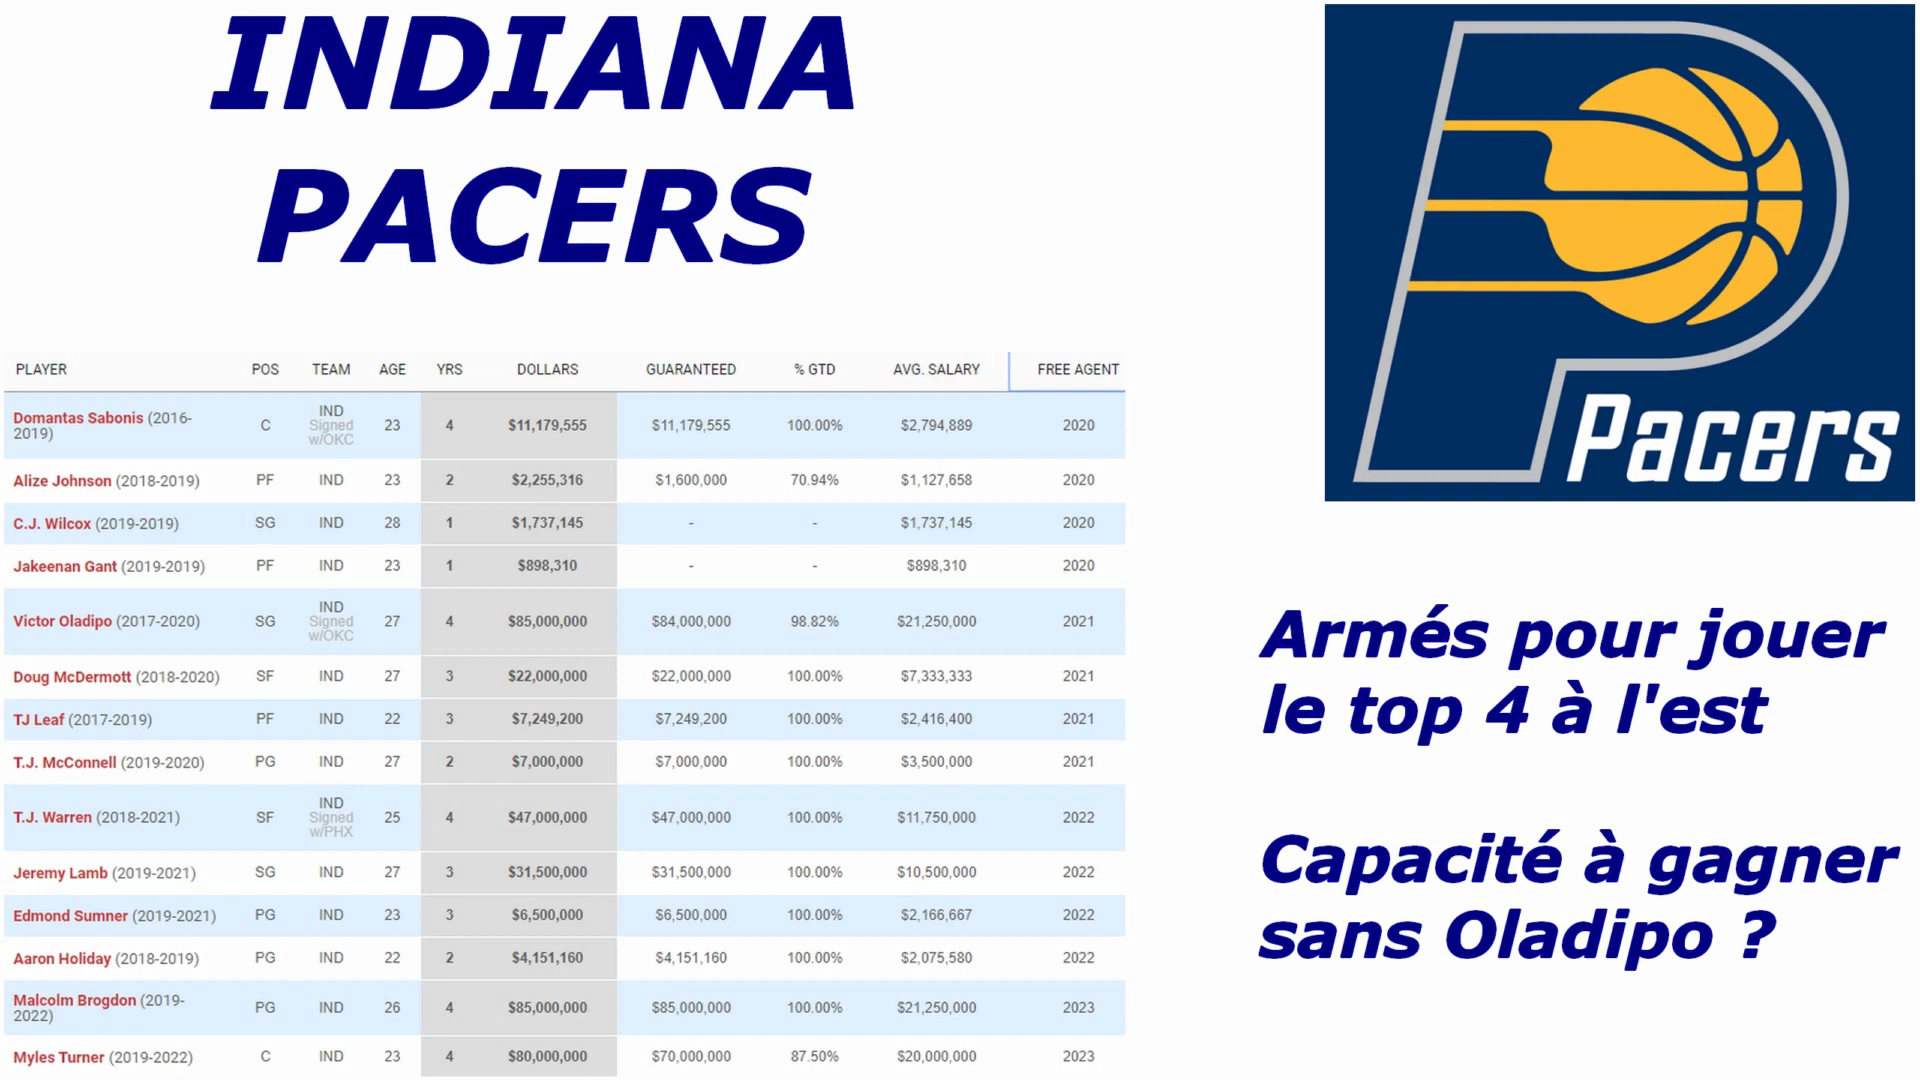 INDIANA
PACERS
Pacers
PLAYER POS TEAM AGE YRS DOLLARS GUARANTEED % GTD AVG. SALARY FREE AGENT
Domantas Sabonis (2016-
2019) C IND Signed w/OKC 23 4 $11,179,555 $11,179,555 100.00% $2,794,889 2020
Alize Johnson (2018-2019) PF IND 23 2 $2,255,316 $1,600,000 70.94% $1,127,658 2020
C.J. Wilcox (2019-2019) SG IND 28 1 $1,737,145 - - $1,737,145 2020
Jakeenan Gant (2019-2019) PF IND 23 1 $898,310 - - $898,310 2020
Victor Oladipo (2017-2020) SG IND Signed w/OKC 27 4 $85,000,000 $84,000,000 98.82% $21,250,000 2021
Doug McDermott (2018-2020) SF IND 27 3 $22,000,000 $22,000,000 100.00% $7,333,333 2021
TJ Leaf (2017-2019) PF IND 22 3 $7,249,200 $7,249,200 100.00% $2,416,400 2021
T.J. McConnell (2019-2020) PG IND 27 2 $7,000,000 $7,000,000 100.00% $3,500,000 2021
T.J. Warren (2018-2021) SF IND Signed w/PHX 25 4 $47,000,000 $47,000,000 100.00% $11,750,000 2022
Jeremy Lamb (2019-2021) SG IND 27 3 $31,500,000 $31,500,000 100.00% $10,500,000 2022
Edmond Sumner (2019-2021) PG IND 23 3 $6,500,000 $6,500,000 100.00% $2,166,667 2022
Aaron Holiday (2018-2019) PG IND 22 2 $4,151,160 $4,151,160 100.00% $2,075,580 2022
Malcolm Brogdon (2019-
2022) PG IND 26 4 $85,000,000 $85,000,000 100.00% $21,250,000 2023
Myles Turner (2019-2022) C IND 23 4 $80,000,000 $70,000,000 87.50% $20,000,000 2023
Armés pour jouer
le top 4 à l'est
Capacité à gagner
sans Oladipo ?